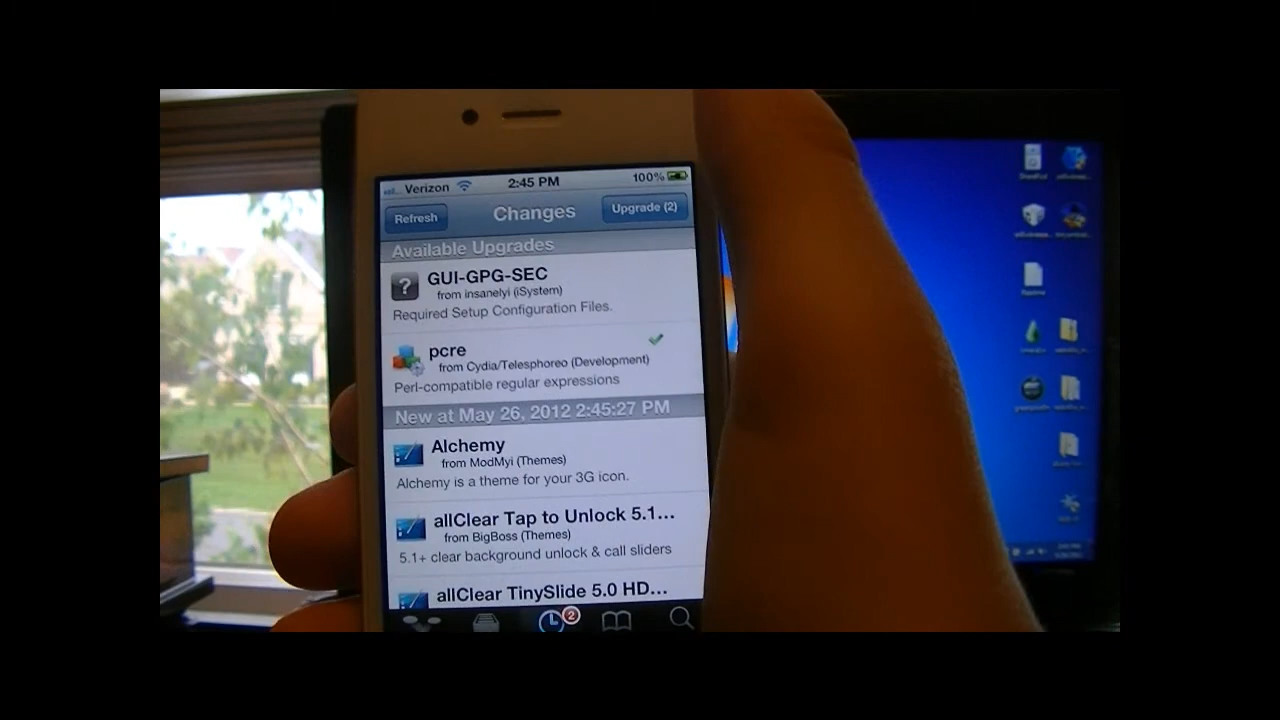 Verizon 2:45 PM 100%
Refresh Changes Upgrade (2)
Available Upgrades
GUI-GPG-SEC
from insanelyi (iSystem)
Required Setup Configuration Files.
pcre
from Cydia/Telesphoreo (Development)
Perl-compatible regular expressions
New at May 26, 2012 2:45:27 PM
Alchemy
from ModMyi (Themes)
Alchemy is a theme for your 3G icon.
allClear Tap to Unlock 5.1...
from BigBoss (Themes)
5.1+ clear background unlock & call sliders
allClear TinySlide 5.0 HD...
2